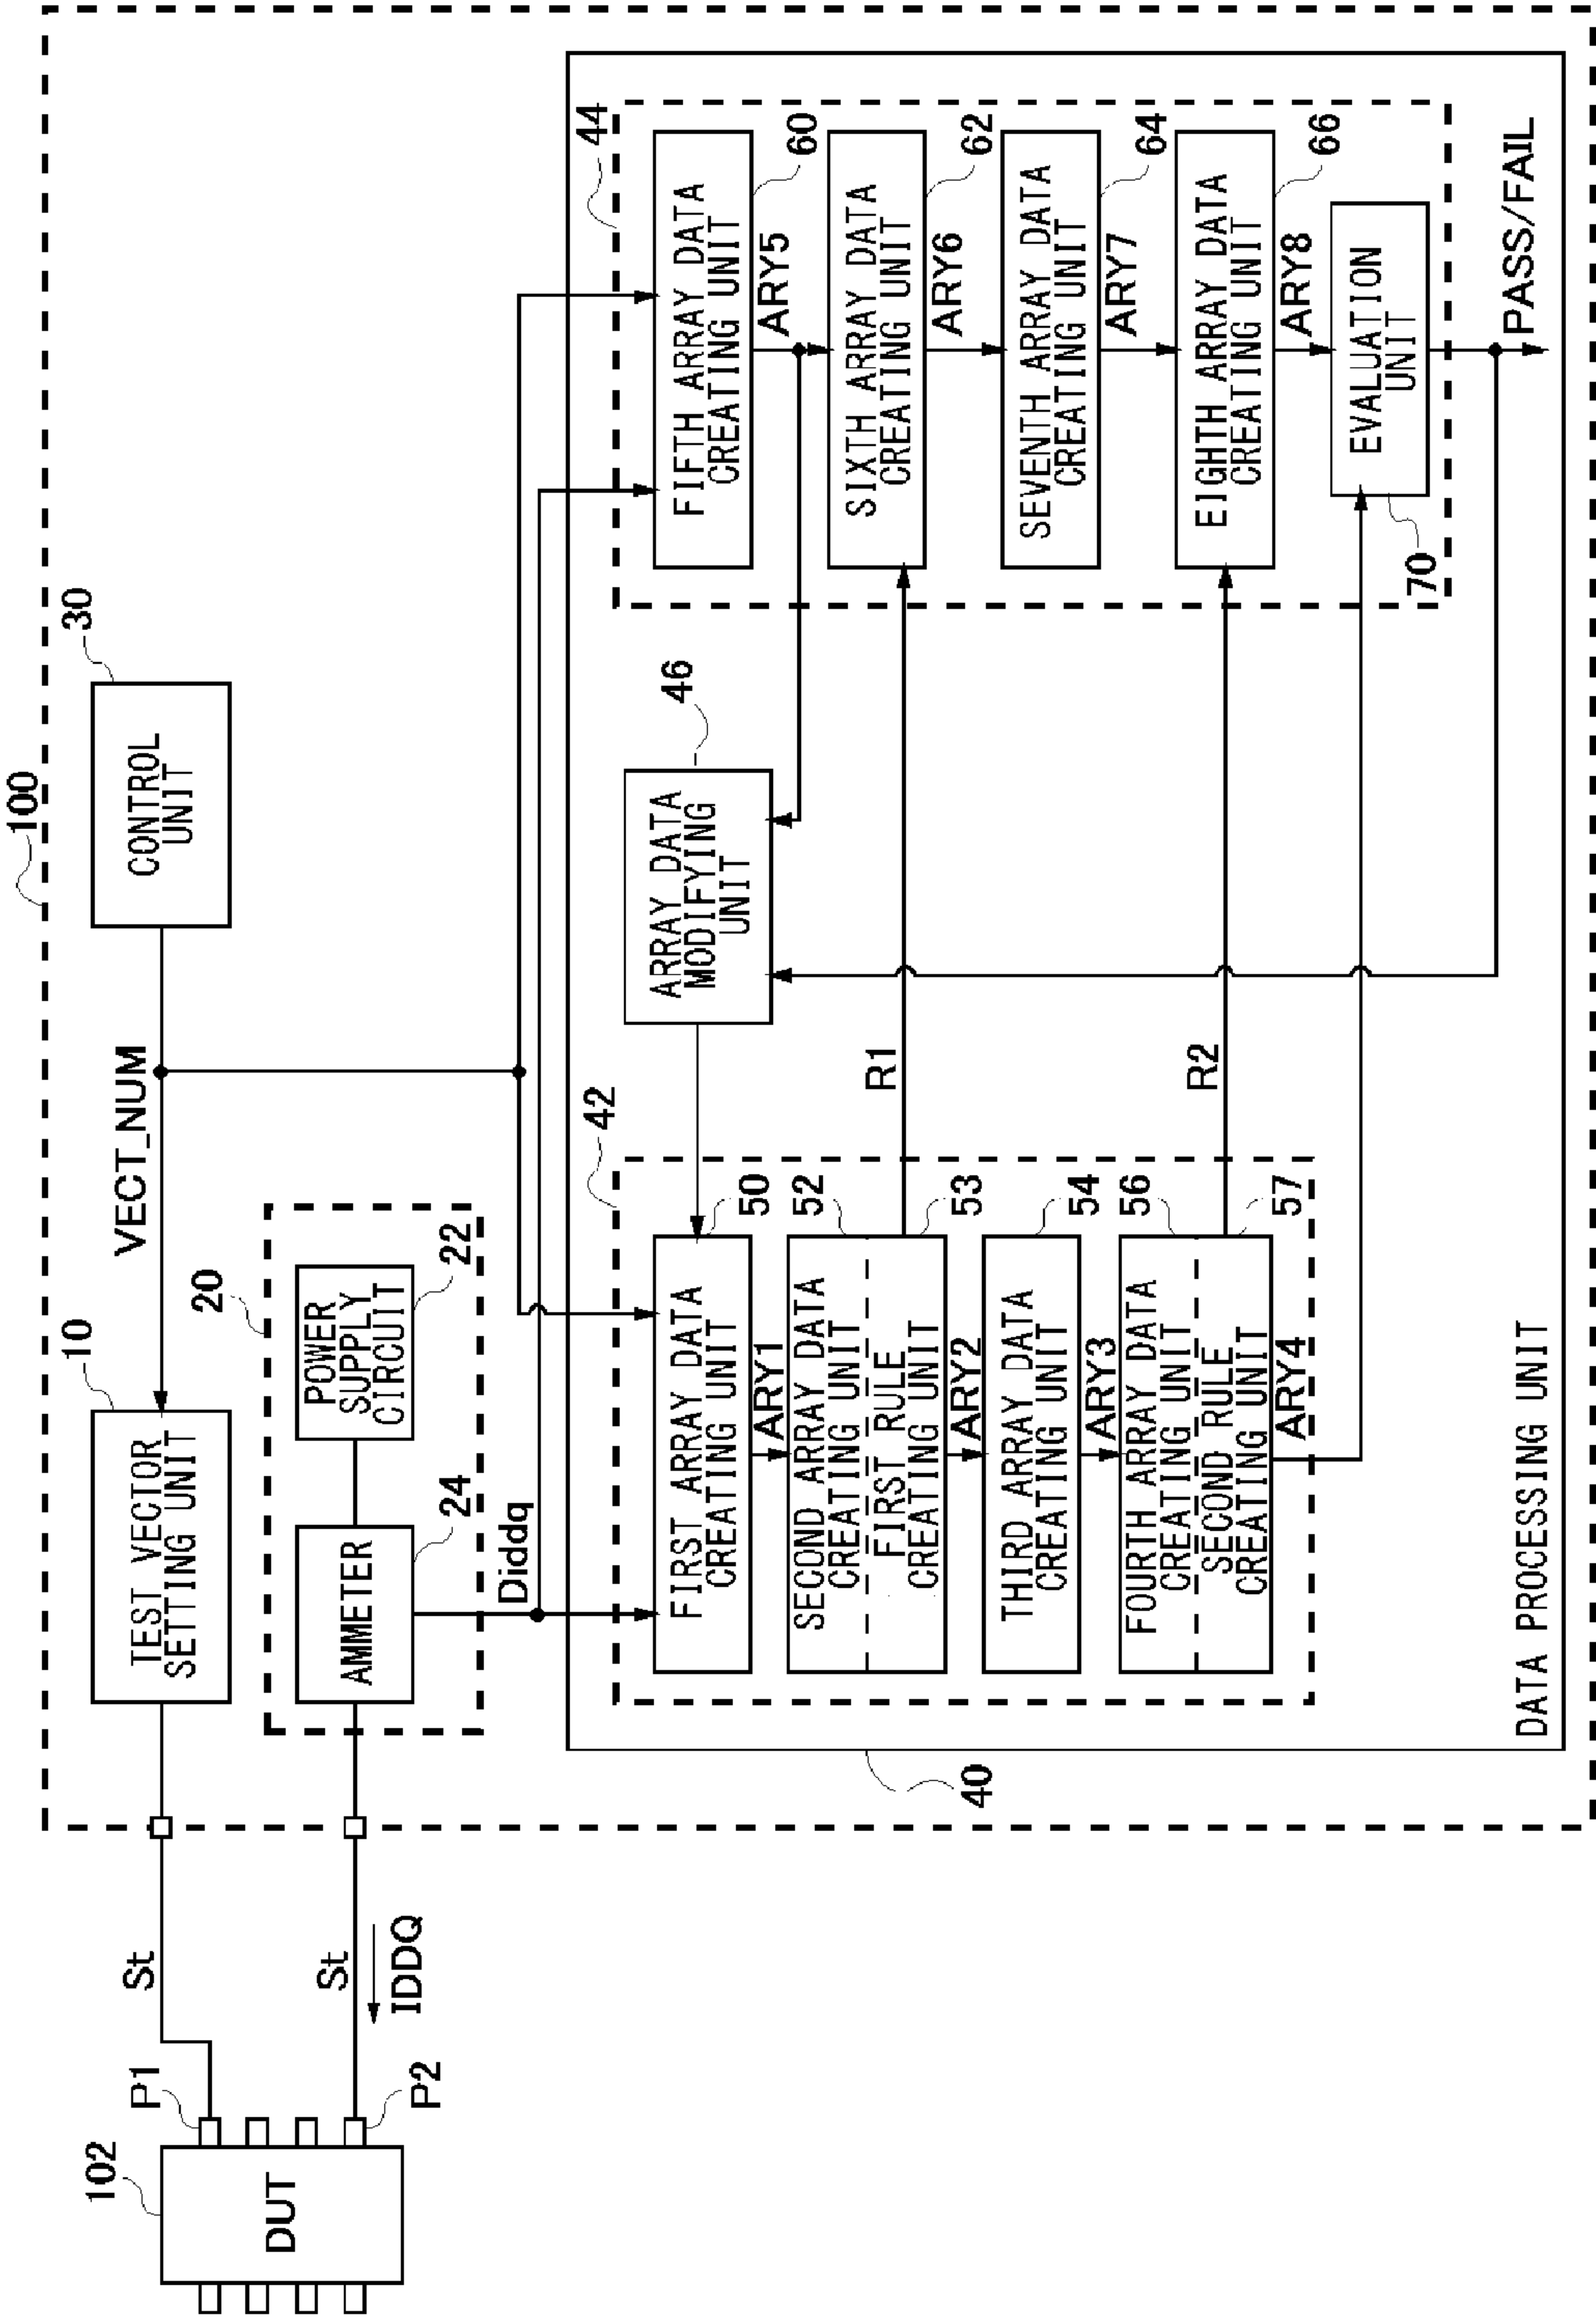 100
102
DUT
P1
P2
St
St
IDDQ
10
TEST VECTOR
SETTING UNIT
VECT_NUM
30
CONTROL
UNIT
20
AMMETER
24
POWER
SUPPLY
CIRCUIT
22
Diddq
40
42
FIRST ARRAY DATA
CREATING UNIT
50
ARY1
SECOND ARRAY DATA
CREATING UNIT
52
FIRST RULE
CREATING UNIT
53
ARY2
THIRD ARRAY DATA
CREATING UNIT
54
ARY3
FOURTH ARRAY DATA
CREATING UNIT
56
SECOND RULE
CREATING UNIT
57
ARY4
46
ARRAY DATA
MODIFYING
UNIT
R1
R2
44
FIFTH ARRAY DATA
CREATING UNIT
60
ARY5
SIXTH ARRAY DATA
CREATING UNIT
62
ARY6
SEVENTH ARRAY DATA
CREATING UNIT
64
ARY7
EIGHTH ARRAY DATA
CREATING UNIT
66
ARY8
EVALUATION
UNIT
70
PASS/FAIL
DATA PROCESSING UNIT